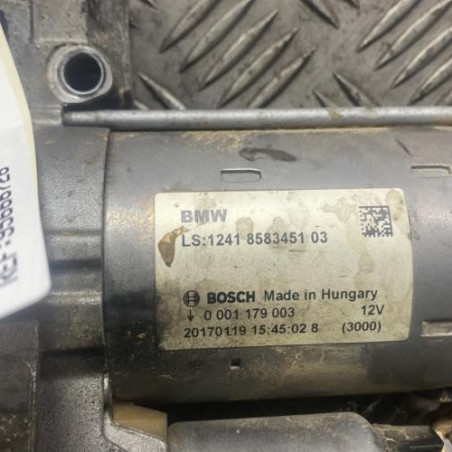 BMW
LS:1241 8583451 03
BOSCH Made in Hungary
↓ 0 001 179 003 12V
20170119 15:45:02 8 (3000)